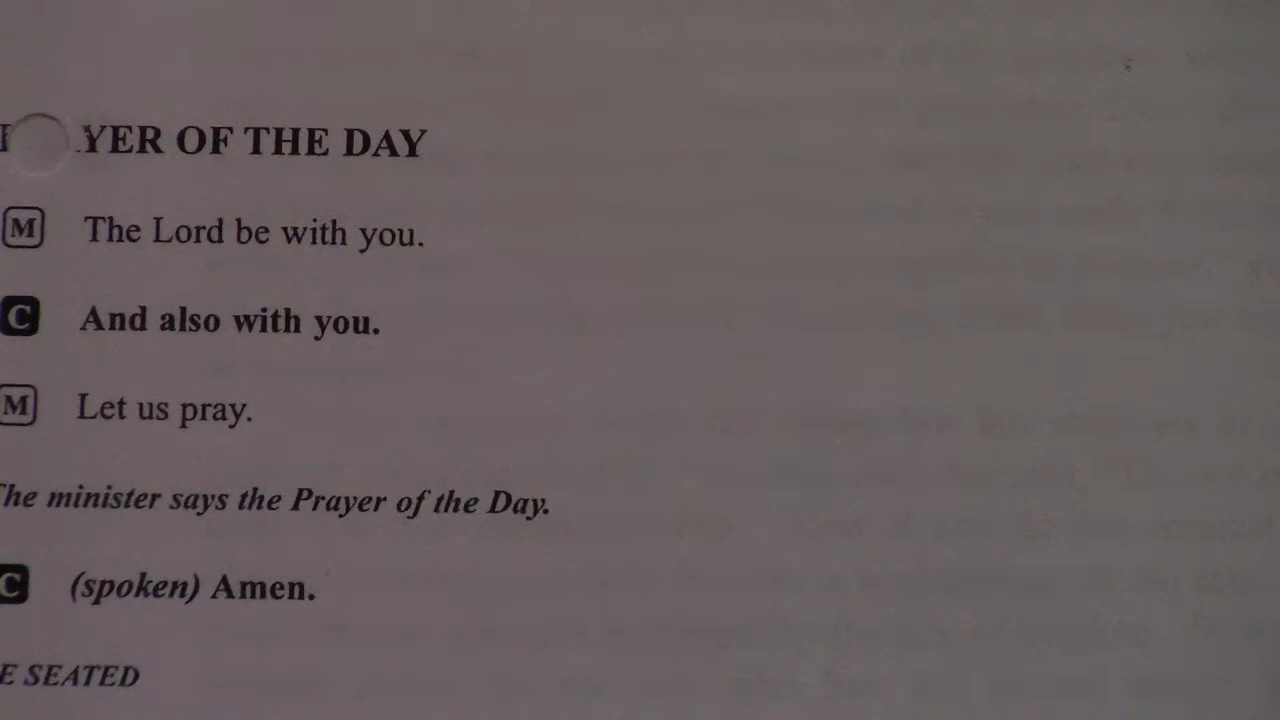 YER OF THE DAY
M The Lord be with you.
C And also with you.
M Let us pray.
The minister says the Prayer of the Day.
C (spoken) Amen.
E SEATED